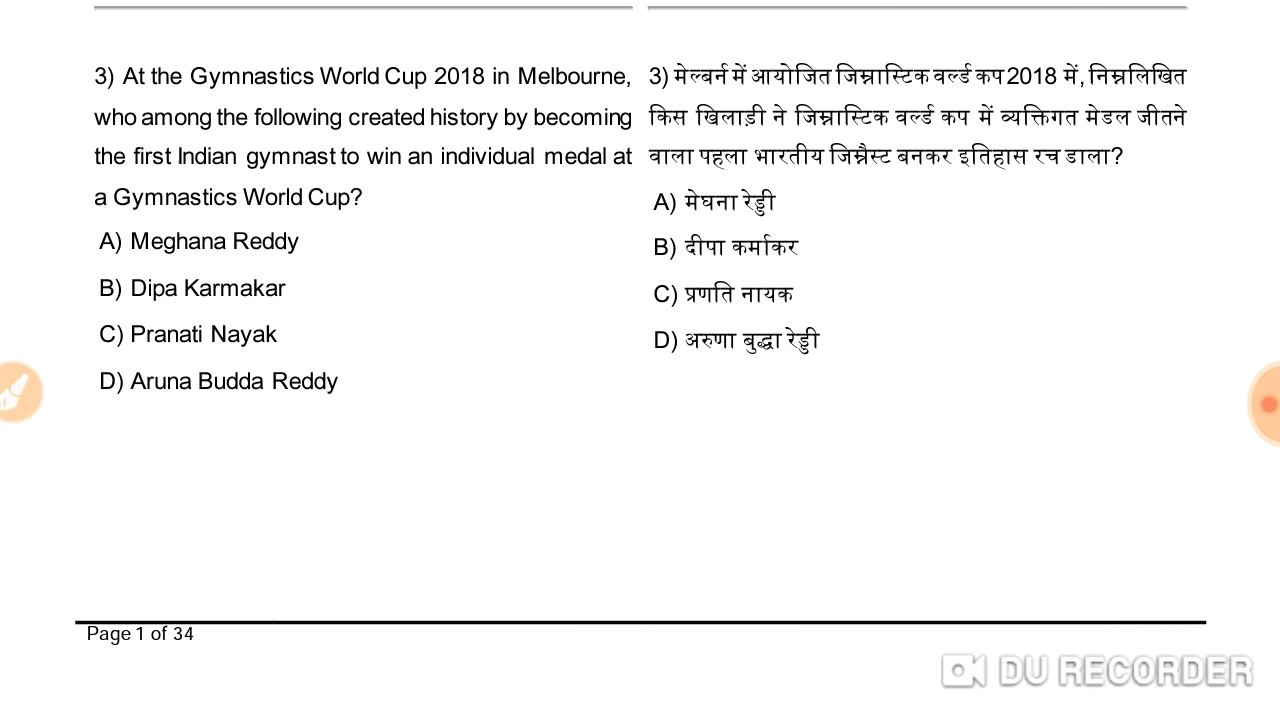 3) At the Gymnastics World Cup 2018 in Melbourne,
who among the following created history by becoming
the first Indian gymnast to win an individual medal at
a Gymnastics World Cup?
A) Meghana Reddy
B) Dipa Karmakar
C) Pranati Nayak
D) Aruna Budda Reddy
3) मेल्बर्न में आयोजित जिम्नास्टिक वर्ल्ड कप 2018 में, निम्नलिखित
किस खिलाड़ी ने जिम्नास्टिक वर्ल्ड कप में व्यक्तिगत मेडल जीतने
वाला पहला भारतीय जिम्नैस्ट बनकर इतिहास रच डाला?
A) मेघना रेड्डी
B) दीपा कर्माकर
C) प्रणति नायक
D) अरुणा बुद्धा रेड्डी
Page 1 of 34
DU RECORDER